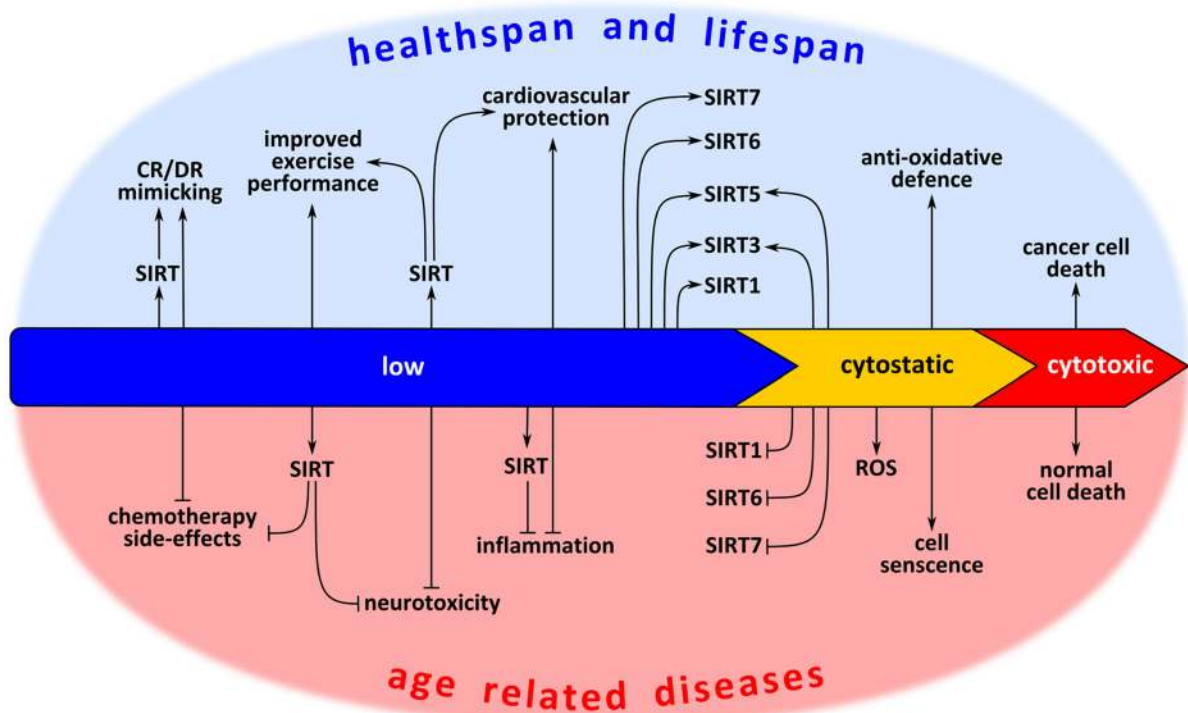 healthspan and lifespan
cardiovascular
protection
SIRT7
improved
exercise
performance
SIRT6
CR/DR
mimicking
anti-oxidative
defence
SIRT5
SIRT3
cancer cell
death
SIRT
SIRT
SIRT1
low
cytostatic
cytotoxic
SIRT1
SIRT
SIRT
ROS
normal
cell death
SIRT6
chemotherapy
side-effects
inflammation
SIRT7
cell
senscence
neurotoxicity
age related diseases